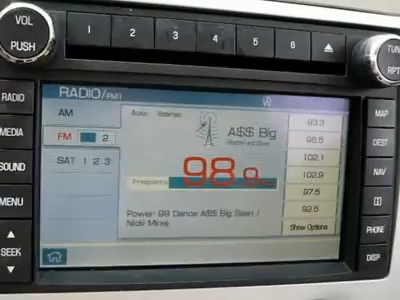 VOL
PUSH
1 2 3 4 5 6
TUNE
RPT
RADIO
MEDIA
SOUND
MENU
SEEK
RADIO/FM1
AM
FM 2
SAT 1 2 3
A$$ BIg
98.9
Frequency
Power 99 Dance A$$ BIg Sean /
Nicki Minaj
93.3
96.5
102.1
102.9
97.5
92.5
Show Options
MAP
DEST
NAV
PHONE
DISP